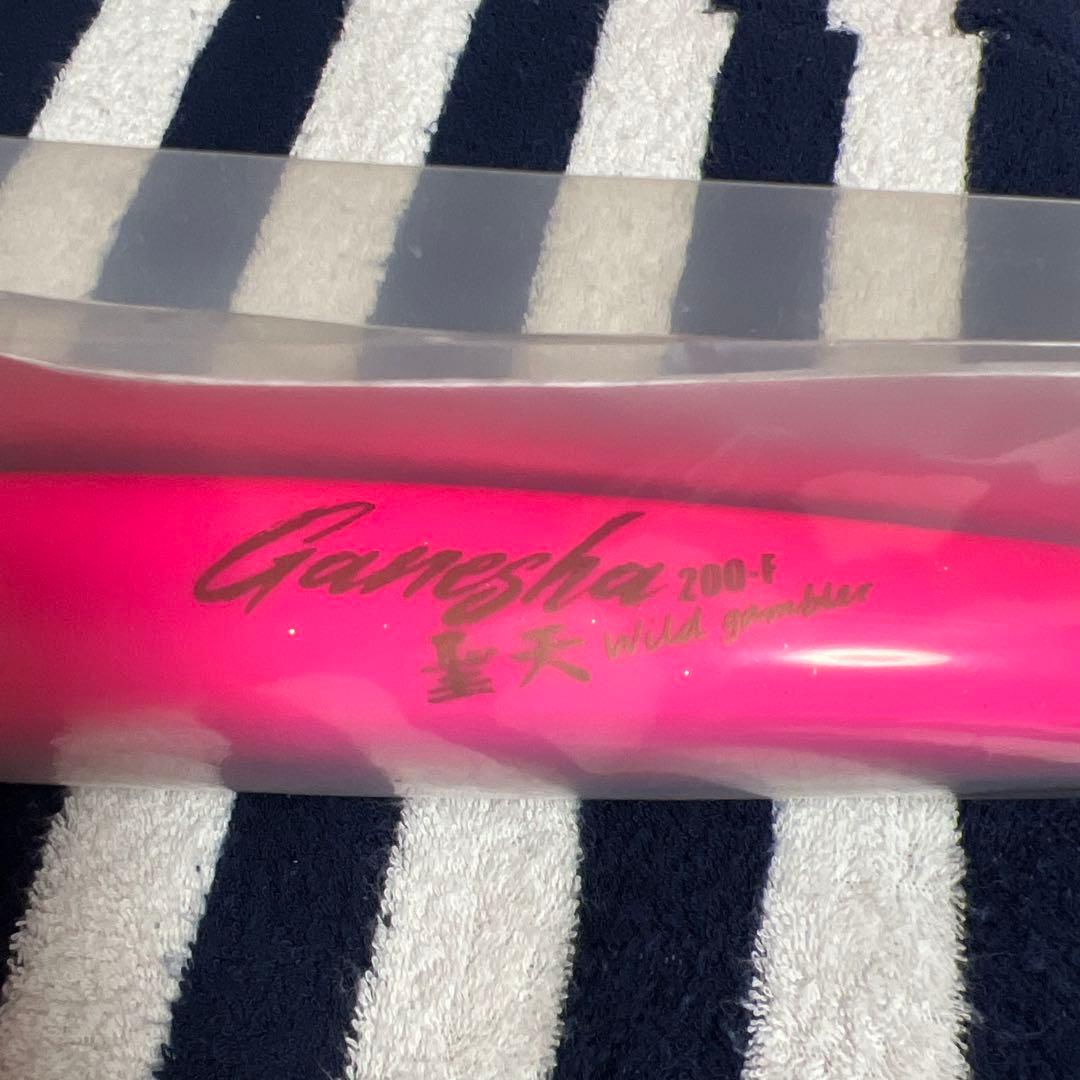 Ganesha 200-F
聖天 Wild gambler